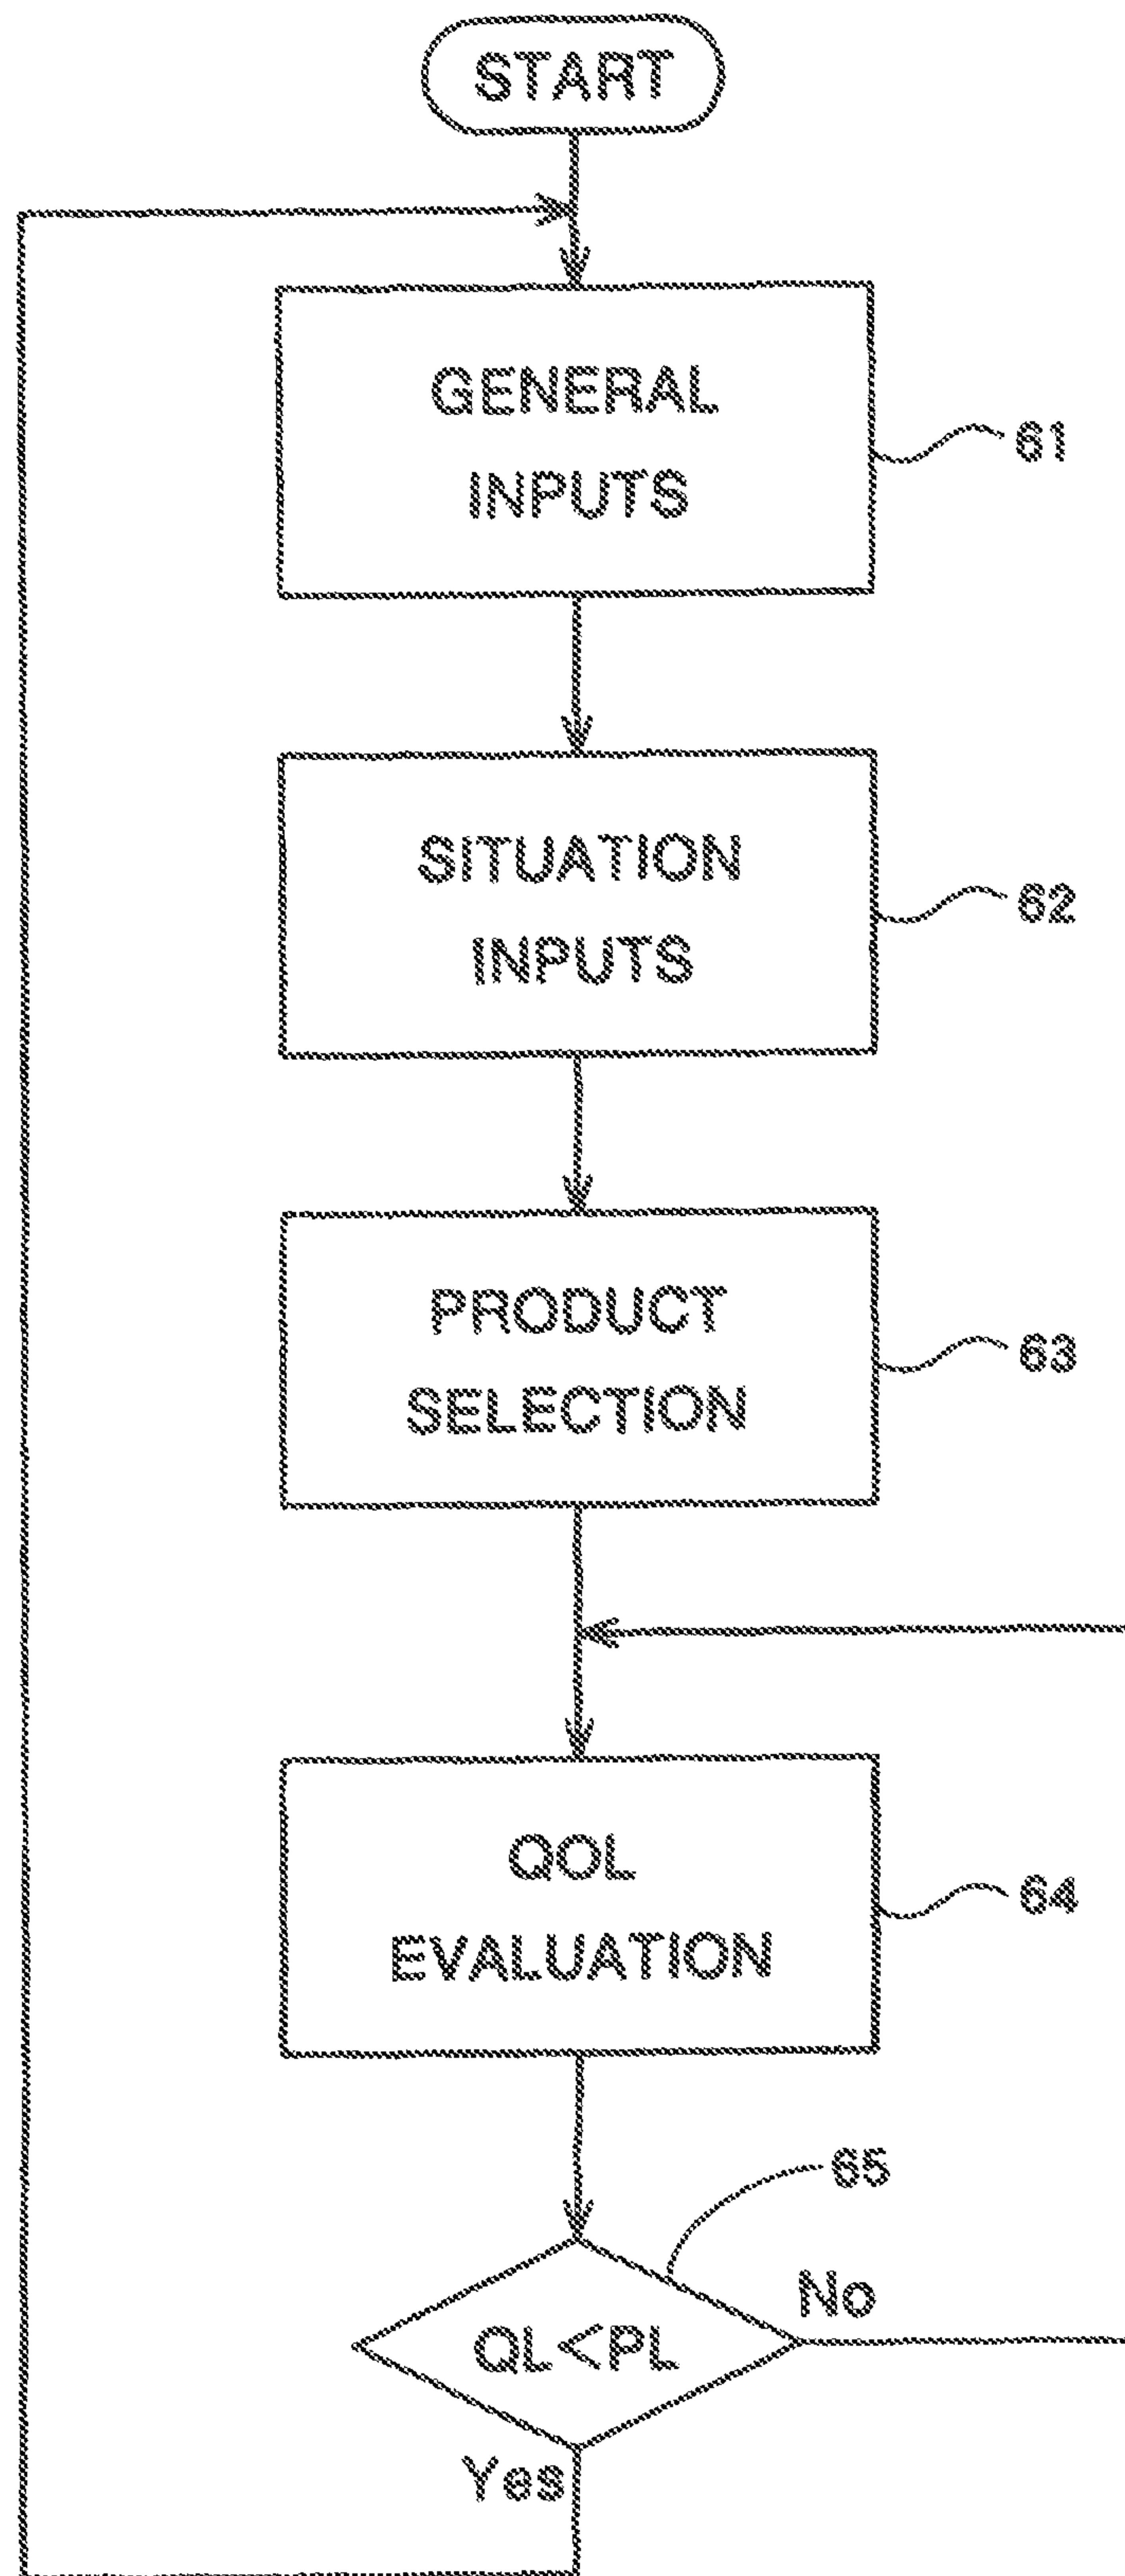 START
GENERAL
INPUTS
61
SITUATION
INPUTS
62
PRODUCT
SELECTION
63
QOL
EVALUATION
64
65
No
QL<PL
Yes